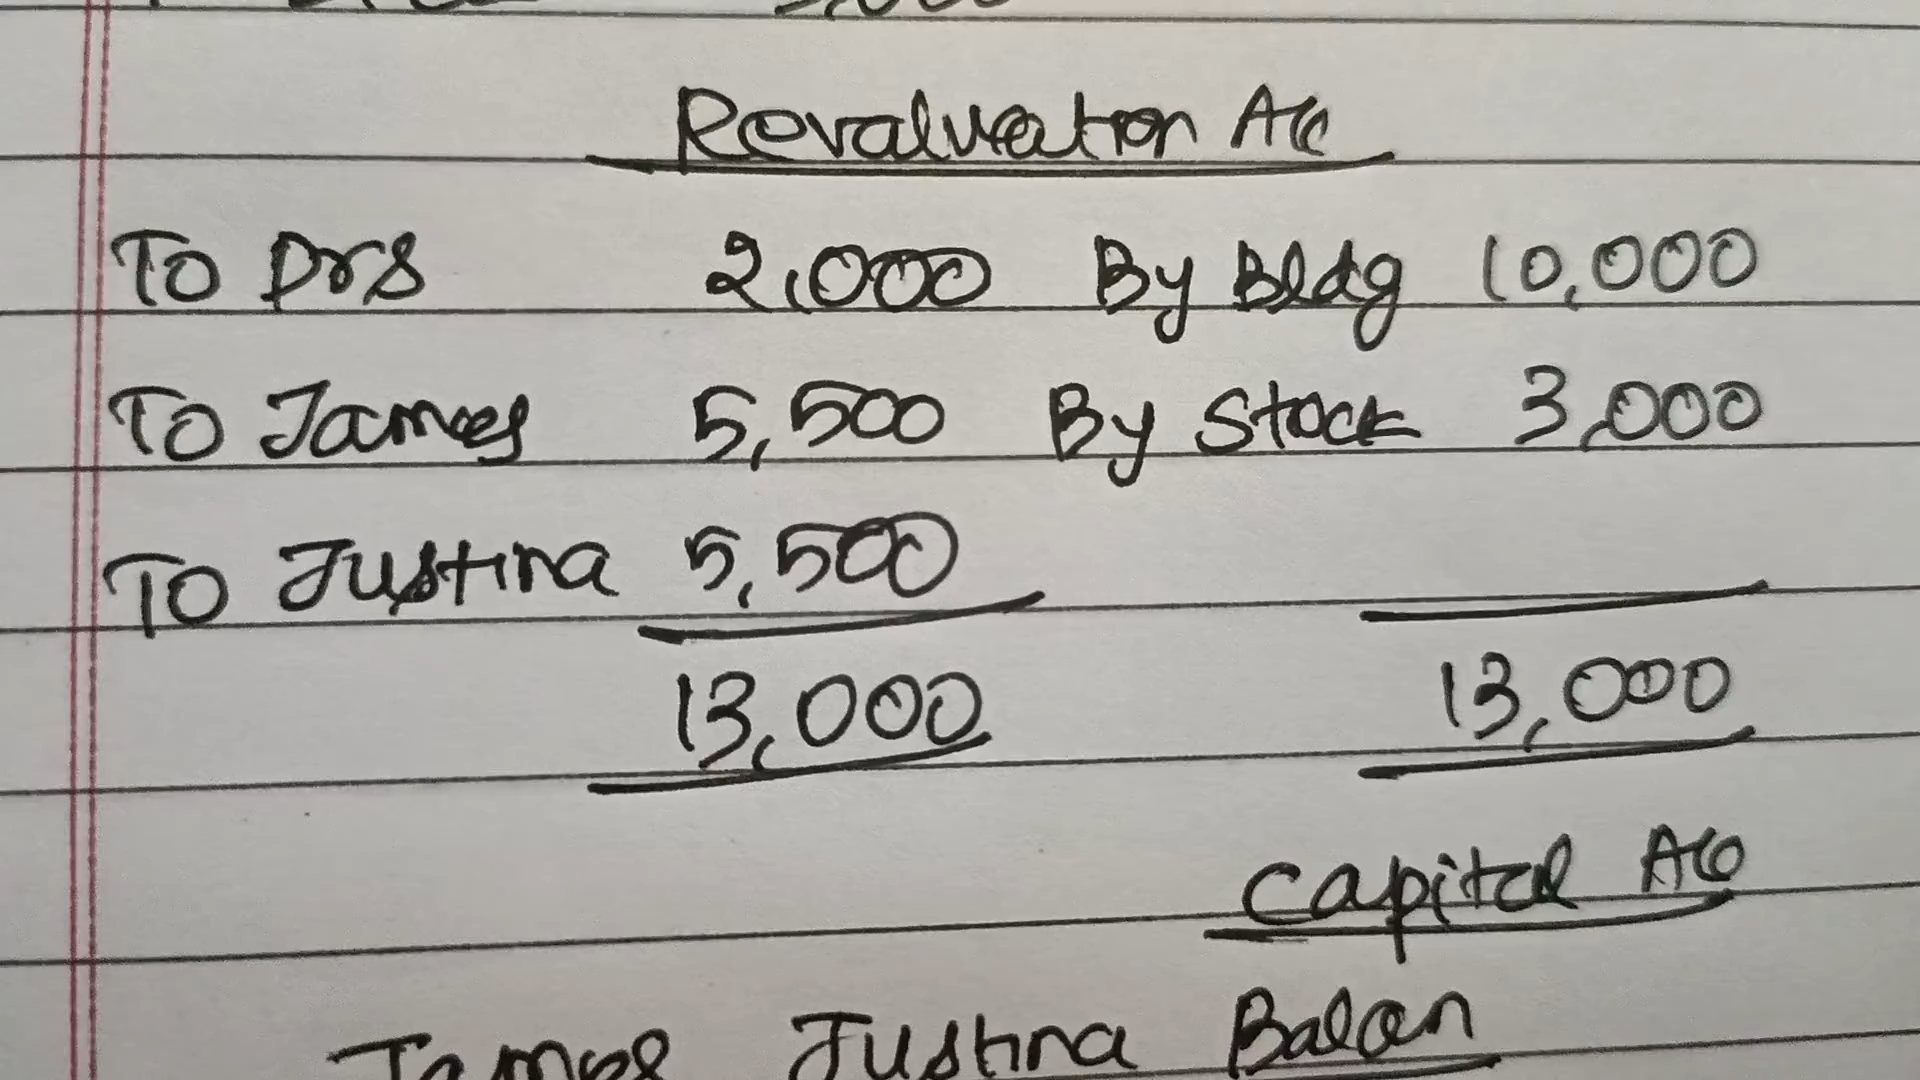 Revaluation A/c
To Drs 2,000 By Bldg 10,000
To James 5,500 By Stock 3,000
To Justina 5,500
13,000 13,000
Capital A/c
James Justina Balan